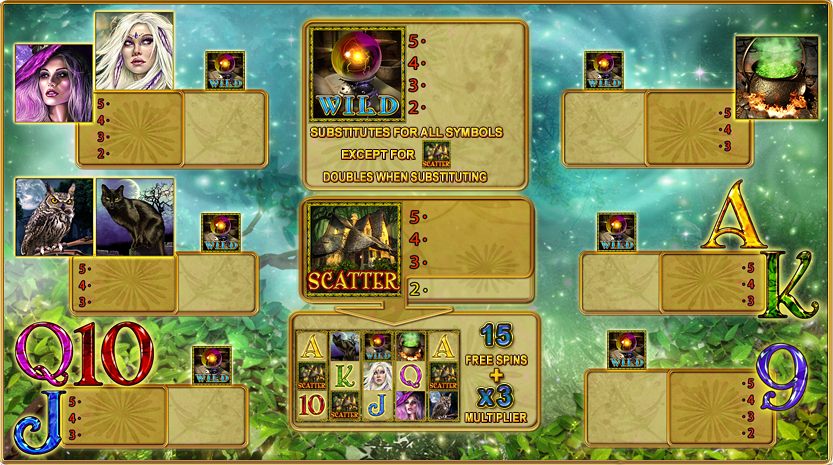 WILD
5
4
3
2
WILD
5·
4·
3·
2·
SUBSTITUTES FOR ALL SYMBOLS
EXCEPT FOR SCATTER
DOUBLES WHEN SUBSTITUTING
WILD
·5
·4
·3
WILD
5
4
3
SCATTER
5·
4·
3·
2·
WILD
A
K
·5
·4
·3
Q 10
J
WILD
5
4
3
A WILD A
SCATTER K Q SCATTER
10 SCATTER J
15
FREE SPINS
+
x3
MULTIPLIER
WILD
9
·5
·4
·3
·2